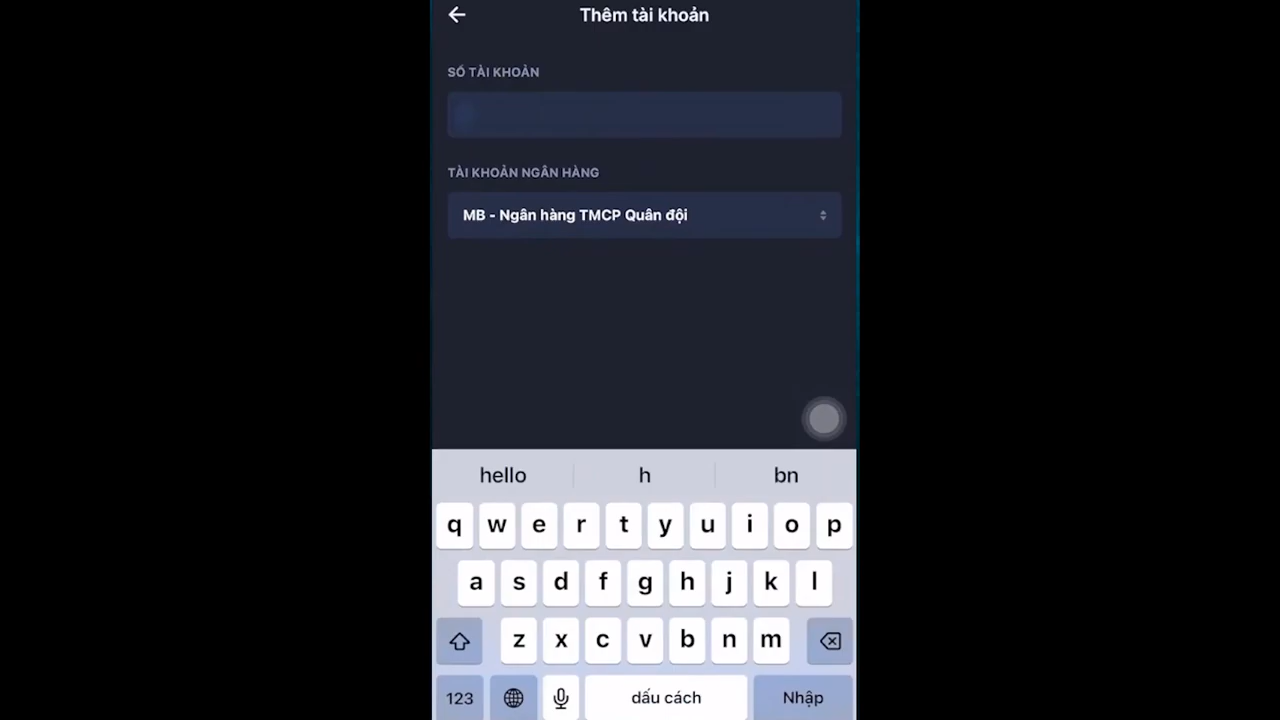 Thêm tài khoản
SỐ TÀI KHOẢN
TÀI KHOẢN NGÂN HÀNG
MB - Ngân hàng TMCP Quân đội
hello h bn
q w e r t y u i o p
a s d f g h j k l
z x c v b n m
123 dấu cách Nhập